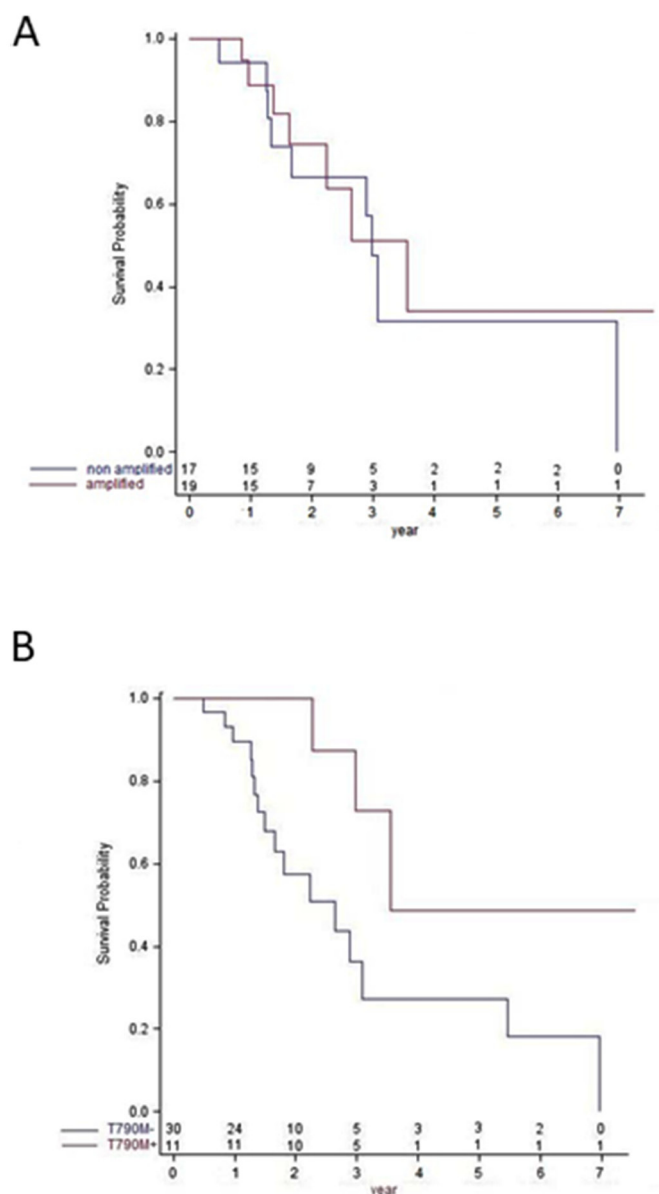 A
1.0
0.8
0.6
0.4
0.2
0.0
Survival Probability
non amplified 17 15 9 5 2 2 2 0
amplified 19 15 7 3 1 1 1 1
0 1 2 3 4 5 6 7
year
B
1.0
0.8
0.6
0.4
0.2
0.0
Survival Probability
T790M- 30 24 10 5 3 3 2 0
T790M+ 11 11 10 5 1 1 1 1
0 1 2 3 4 5 6 7
year